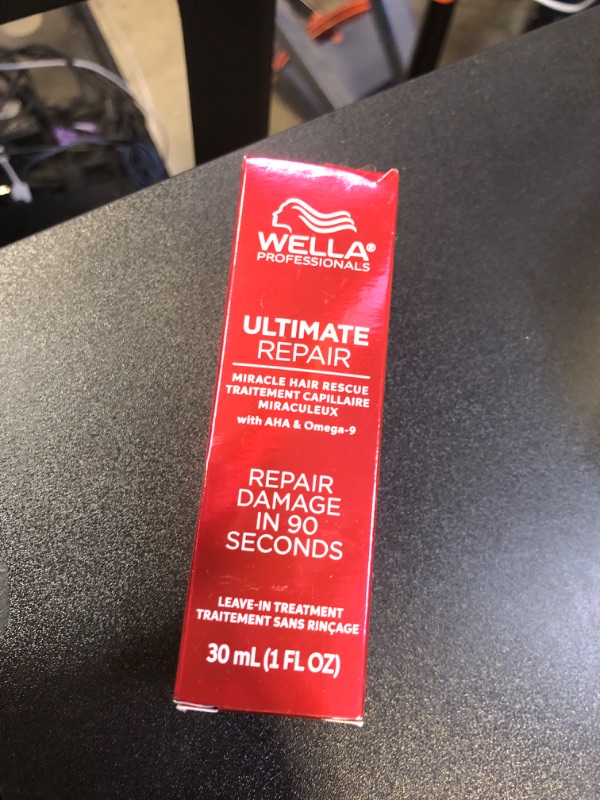 WELLA®
PROFESSIONALS
ULTIMATE
REPAIR
MIRACLE HAIR RESCUE
TRAITEMENT CAPILLAIRE
MIRACULEUX
with AHA & Omega-9
REPAIR
DAMAGE
IN 90
SECONDS
LEAVE-IN TREATMENT
TRAITEMENT SANS RINÇAGE
30 mL (1 FL OZ)